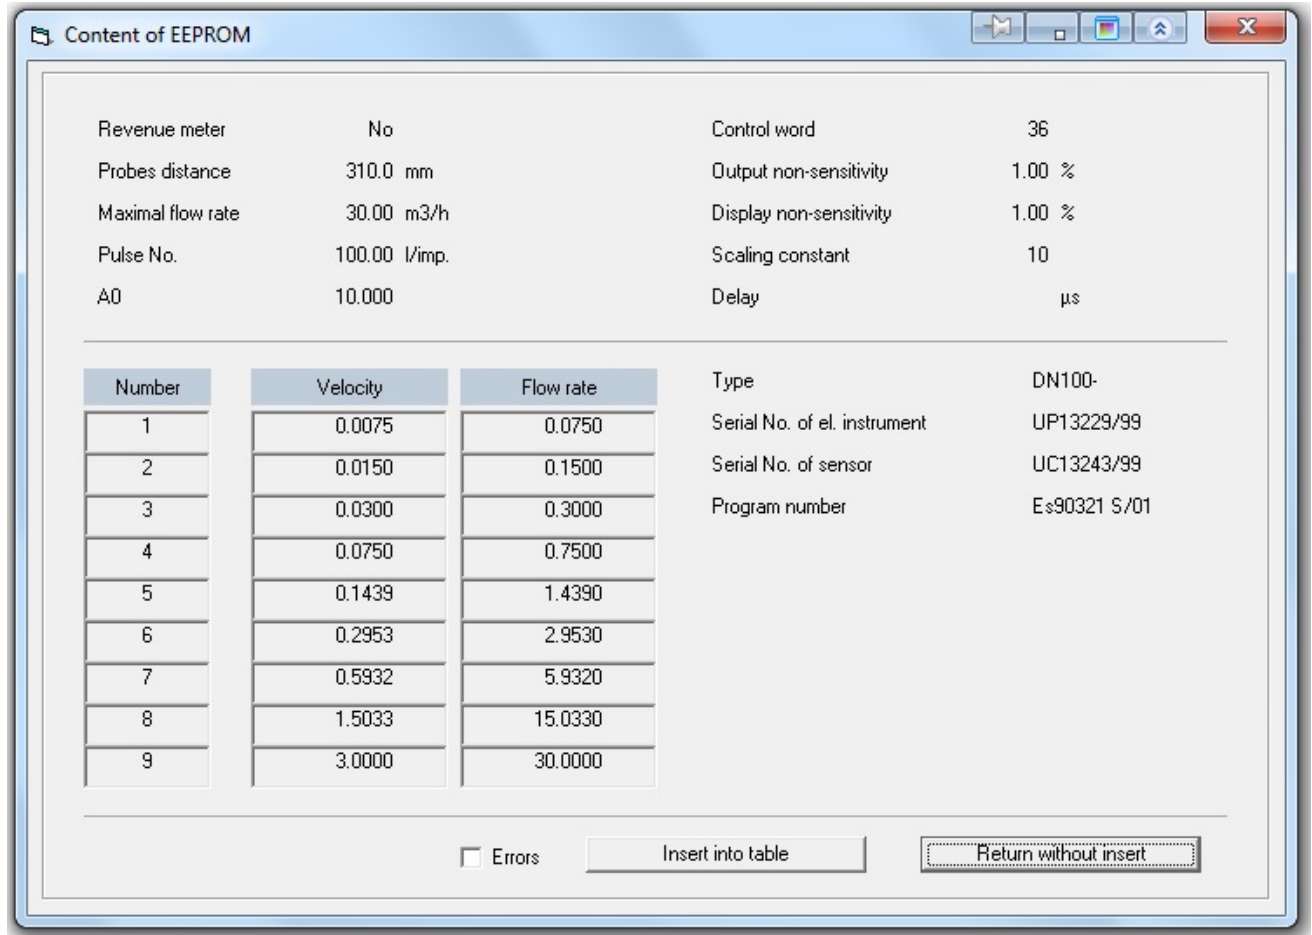 Content of EEPROM
Revenue meter No Control word 36
Probes distance 310.0 mm Output non-sensitivity 1.00 %
Maximal flow rate 30.00 m3/h Display non-sensitivity 1.00 %
Pulse No. 100.00 l/imp. Scaling constant 10
A0 10.000 Delay µs
Number Velocity Flow rate Type DN100-
1 0.0075 0.0750 Serial No. of el. instrument UP13229/99
2 0.0150 0.1500 Serial No. of sensor UC13243/99
3 0.0300 0.3000 Program number Es90321 S/01
4 0.0750 0.7500
5 0.1439 1.4390
6 0.2953 2.9530
7 0.5932 5.9320
8 1.5033 15.0330
9 3.0000 30.0000
Errors Insert into table Return without insert